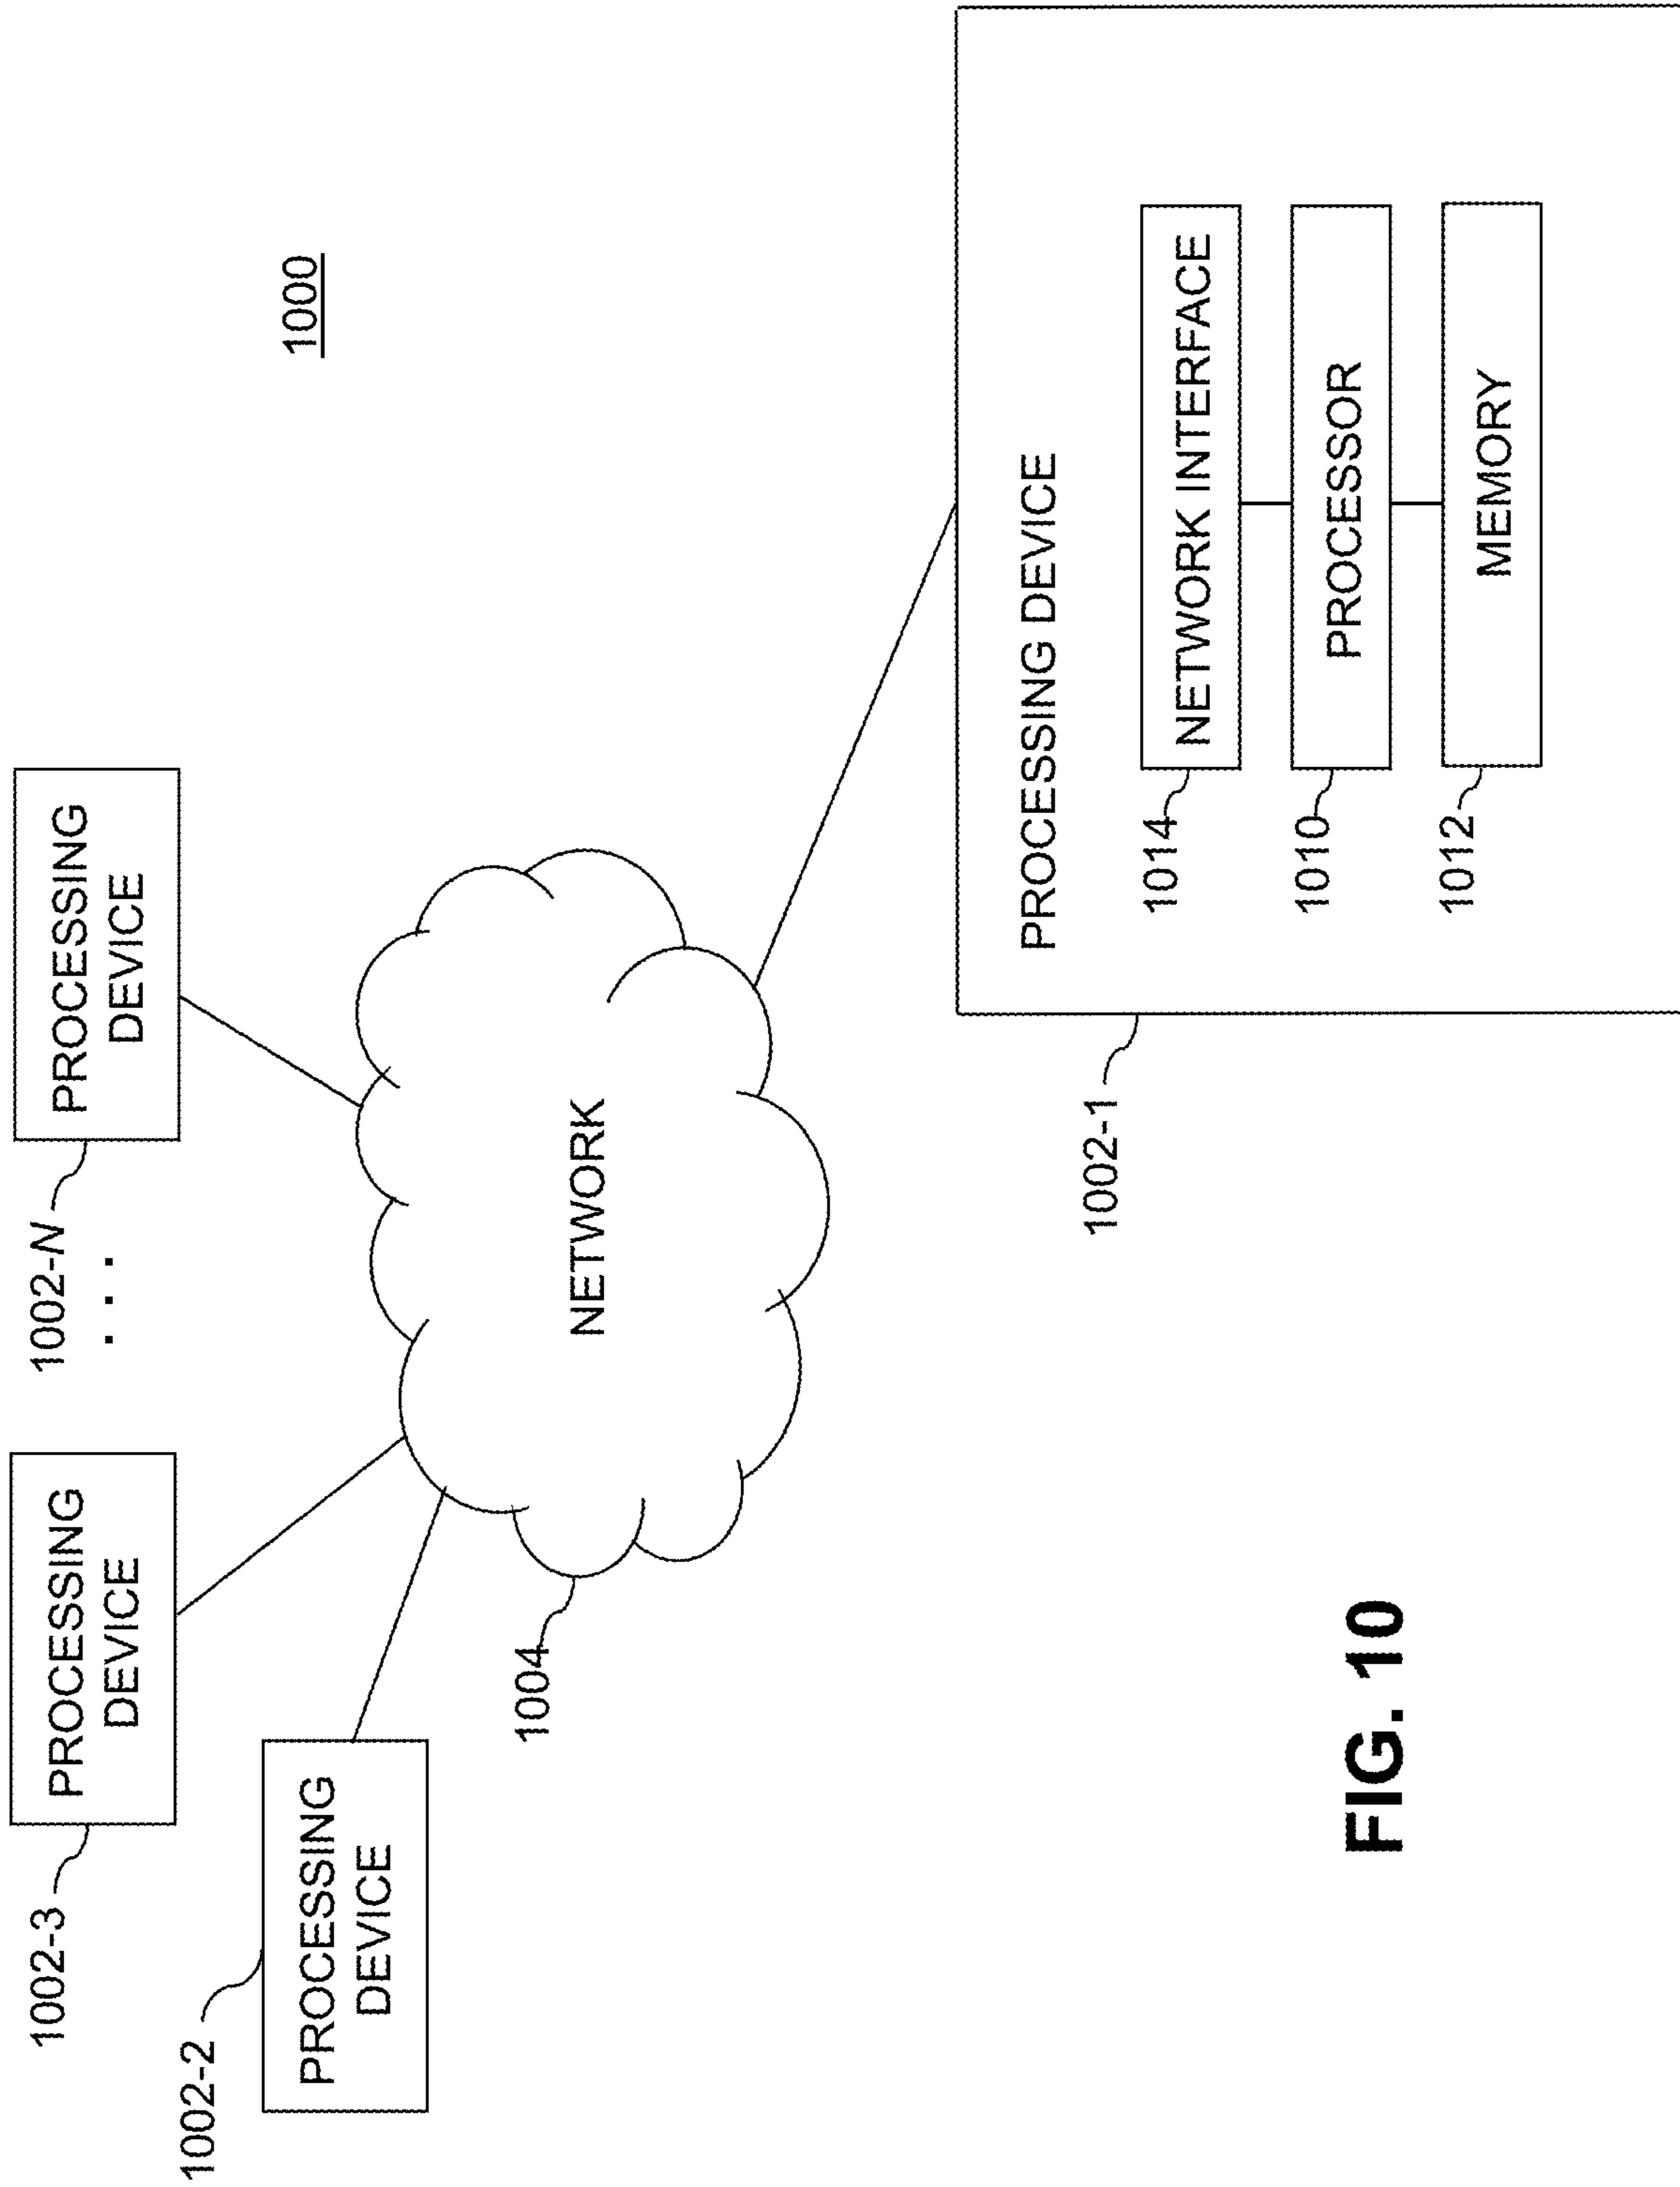 1000
1002-3
PROCESSING
DEVICE
1002-N
. . .
PROCESSING
DEVICE
1002-2
PROCESSING
DEVICE
NETWORK
1004
PROCESSING DEVICE
1002-1
1014
NETWORK INTERFACE
1010
PROCESSOR
1012
MEMORY
FIG. 10